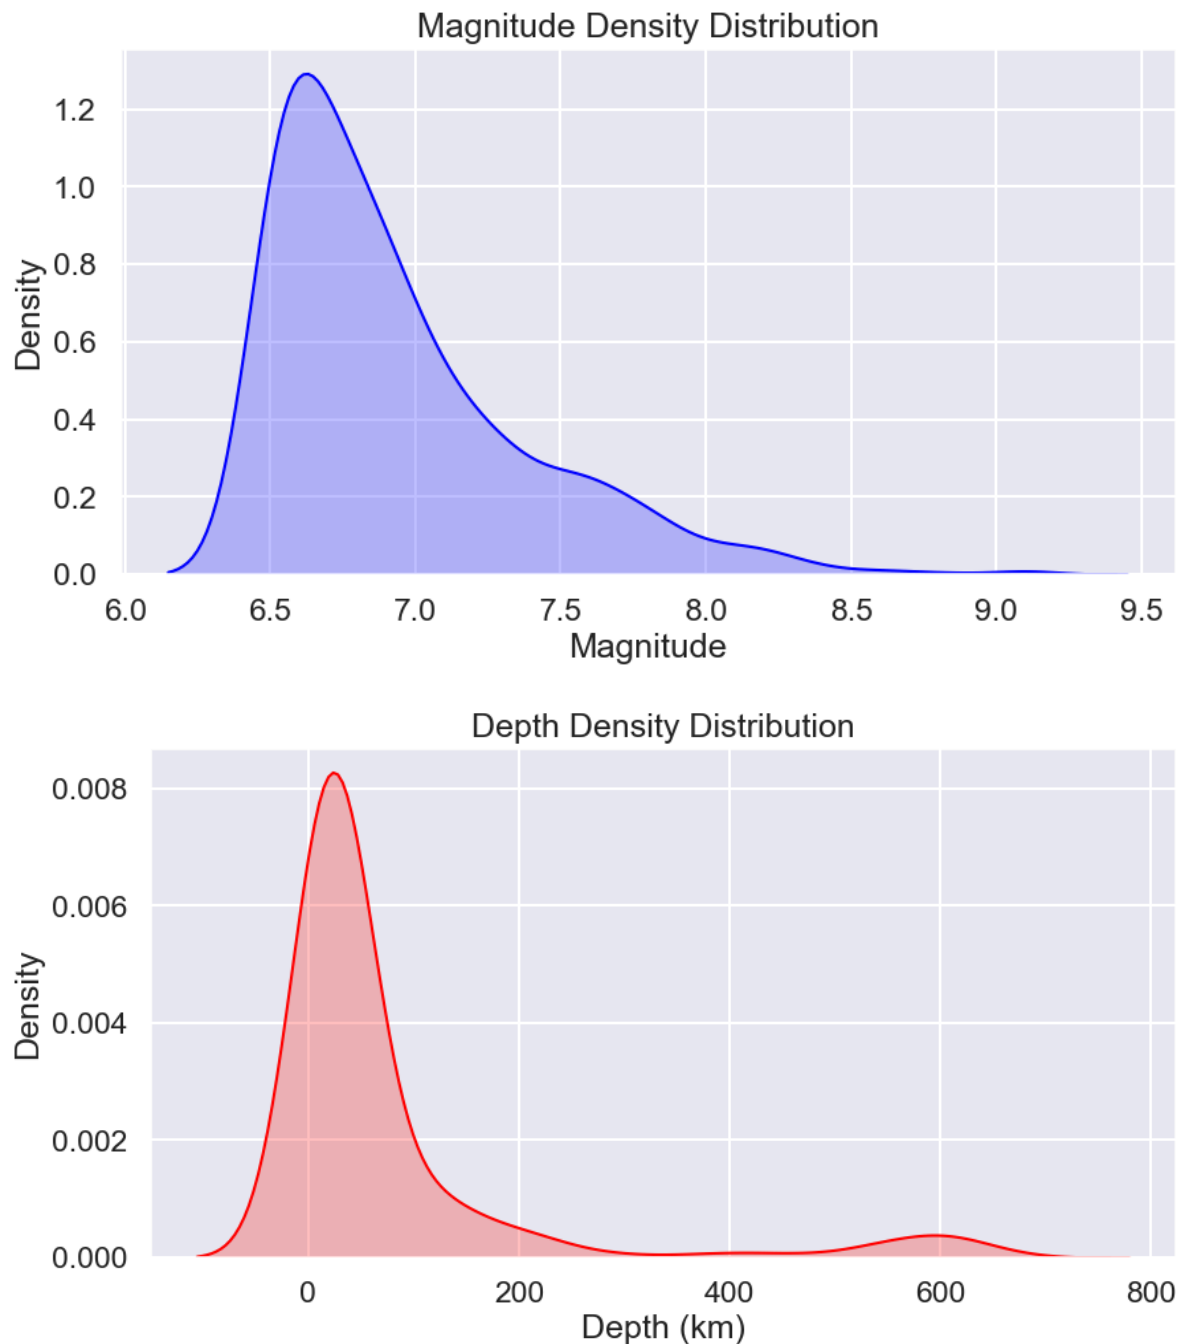 Magnitude Density Distribution
1.2
1.0
0.8
0.6
0.4
0.2
0.0
Density
6.0 6.5 7.0 7.5 8.0 8.5 9.0 9.5
Magnitude
Depth Density Distribution
0.008
0.006
0.004
0.002
0.000
Density
0 200 400 600 800
Depth (km)